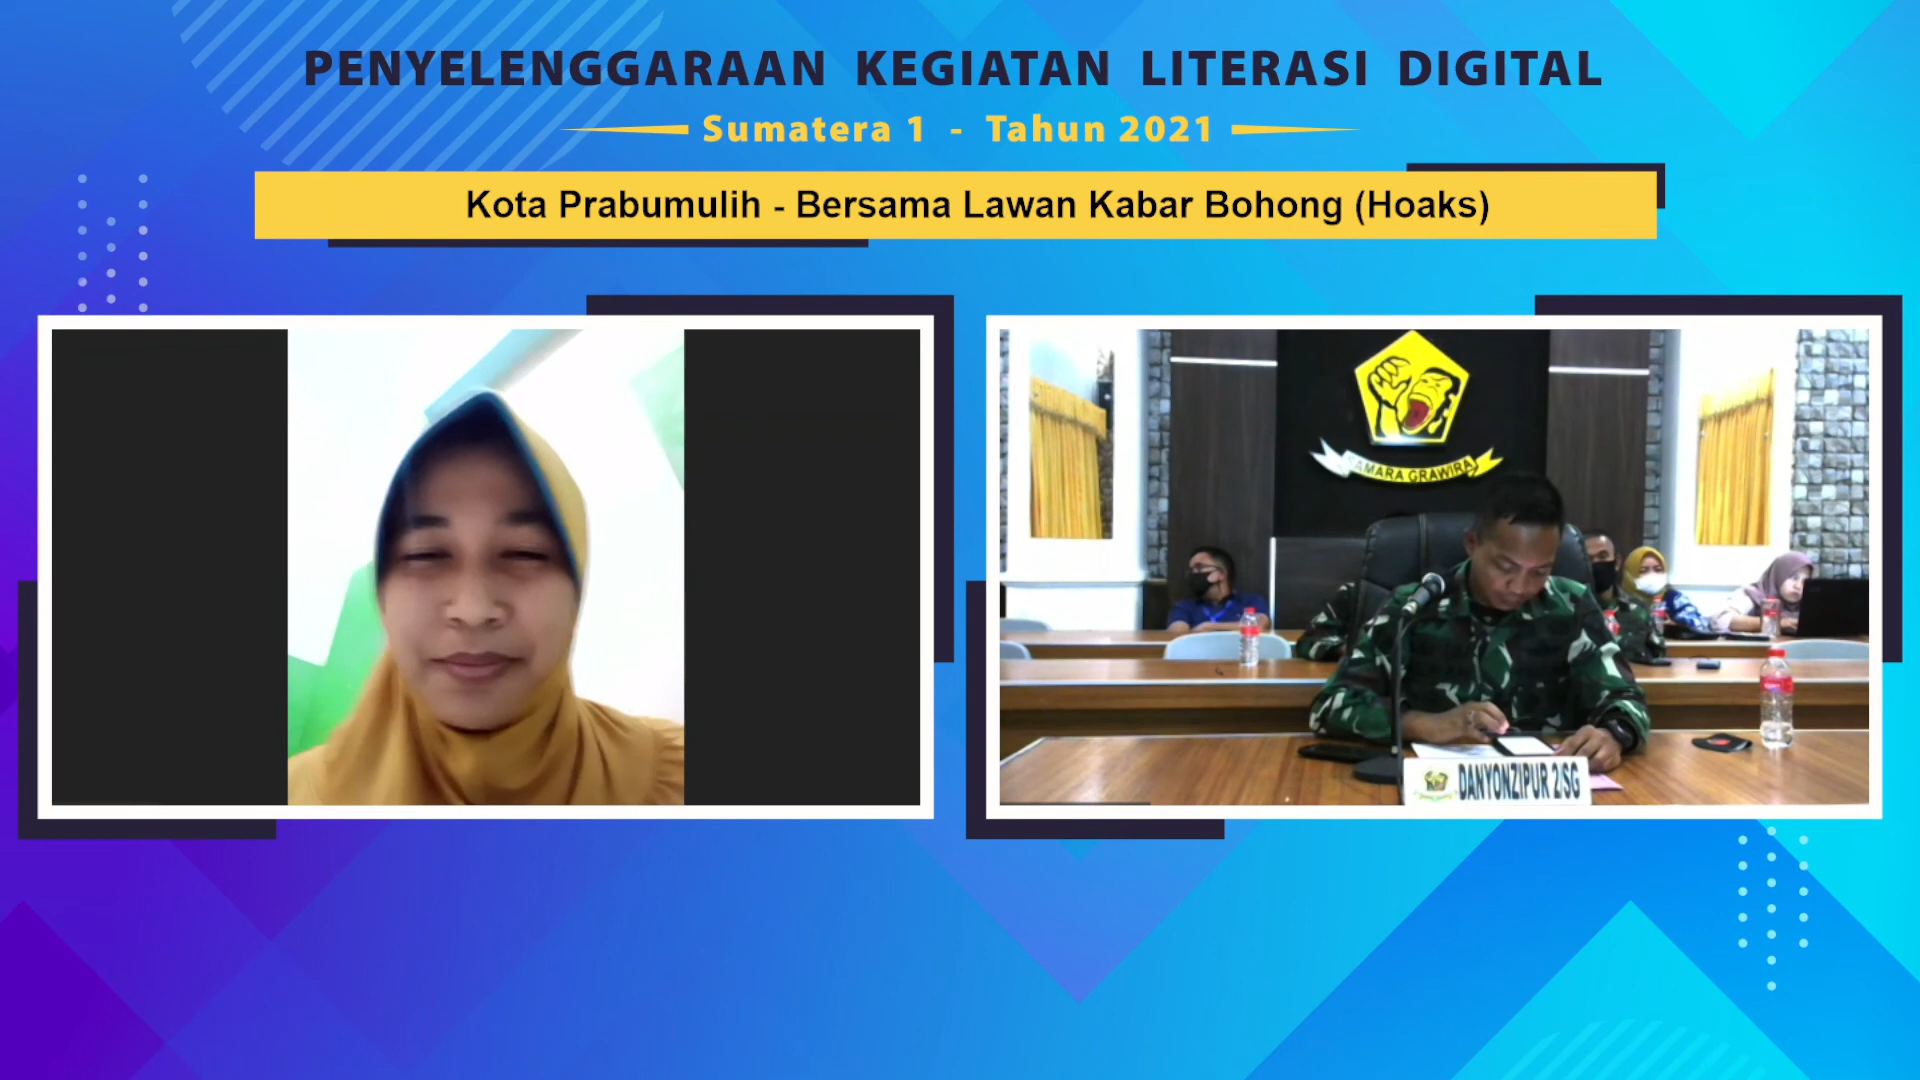 PENYELENGGARAAN KEGIATAN LITERASI DIGITAL
Sumatera 1 - Tahun 2021
Kota Prabumulih - Bersama Lawan Kabar Bohong (Hoaks)
SAMARA GRAWIRA
DANYONZIPUR 2/SG